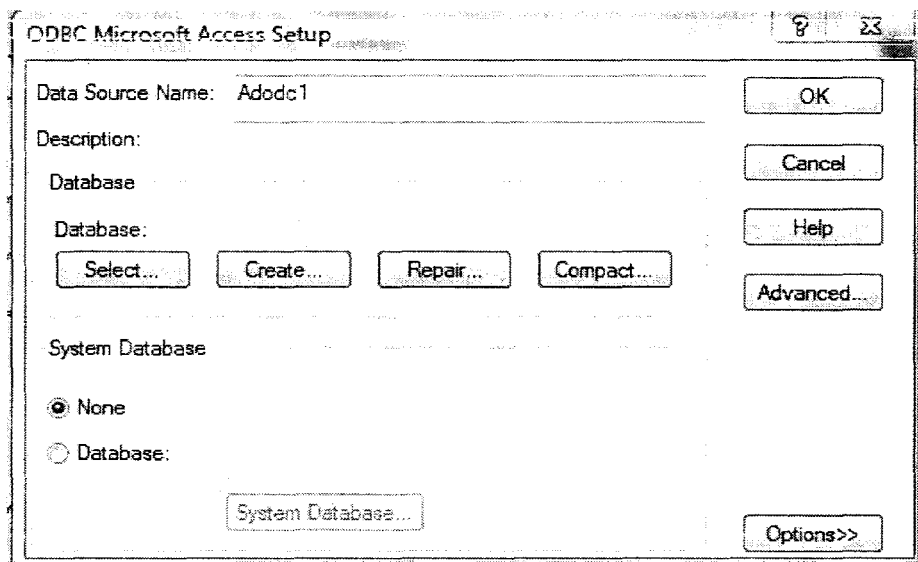 ODBC Microsoft Access Setup
Data Source Name: Adodc1
OK
Description:
Cancel
Database
Database:
Help
Select... Create... Repair... Compact...
Advanced...
System Database
None
Database:
System Database...
Options>>